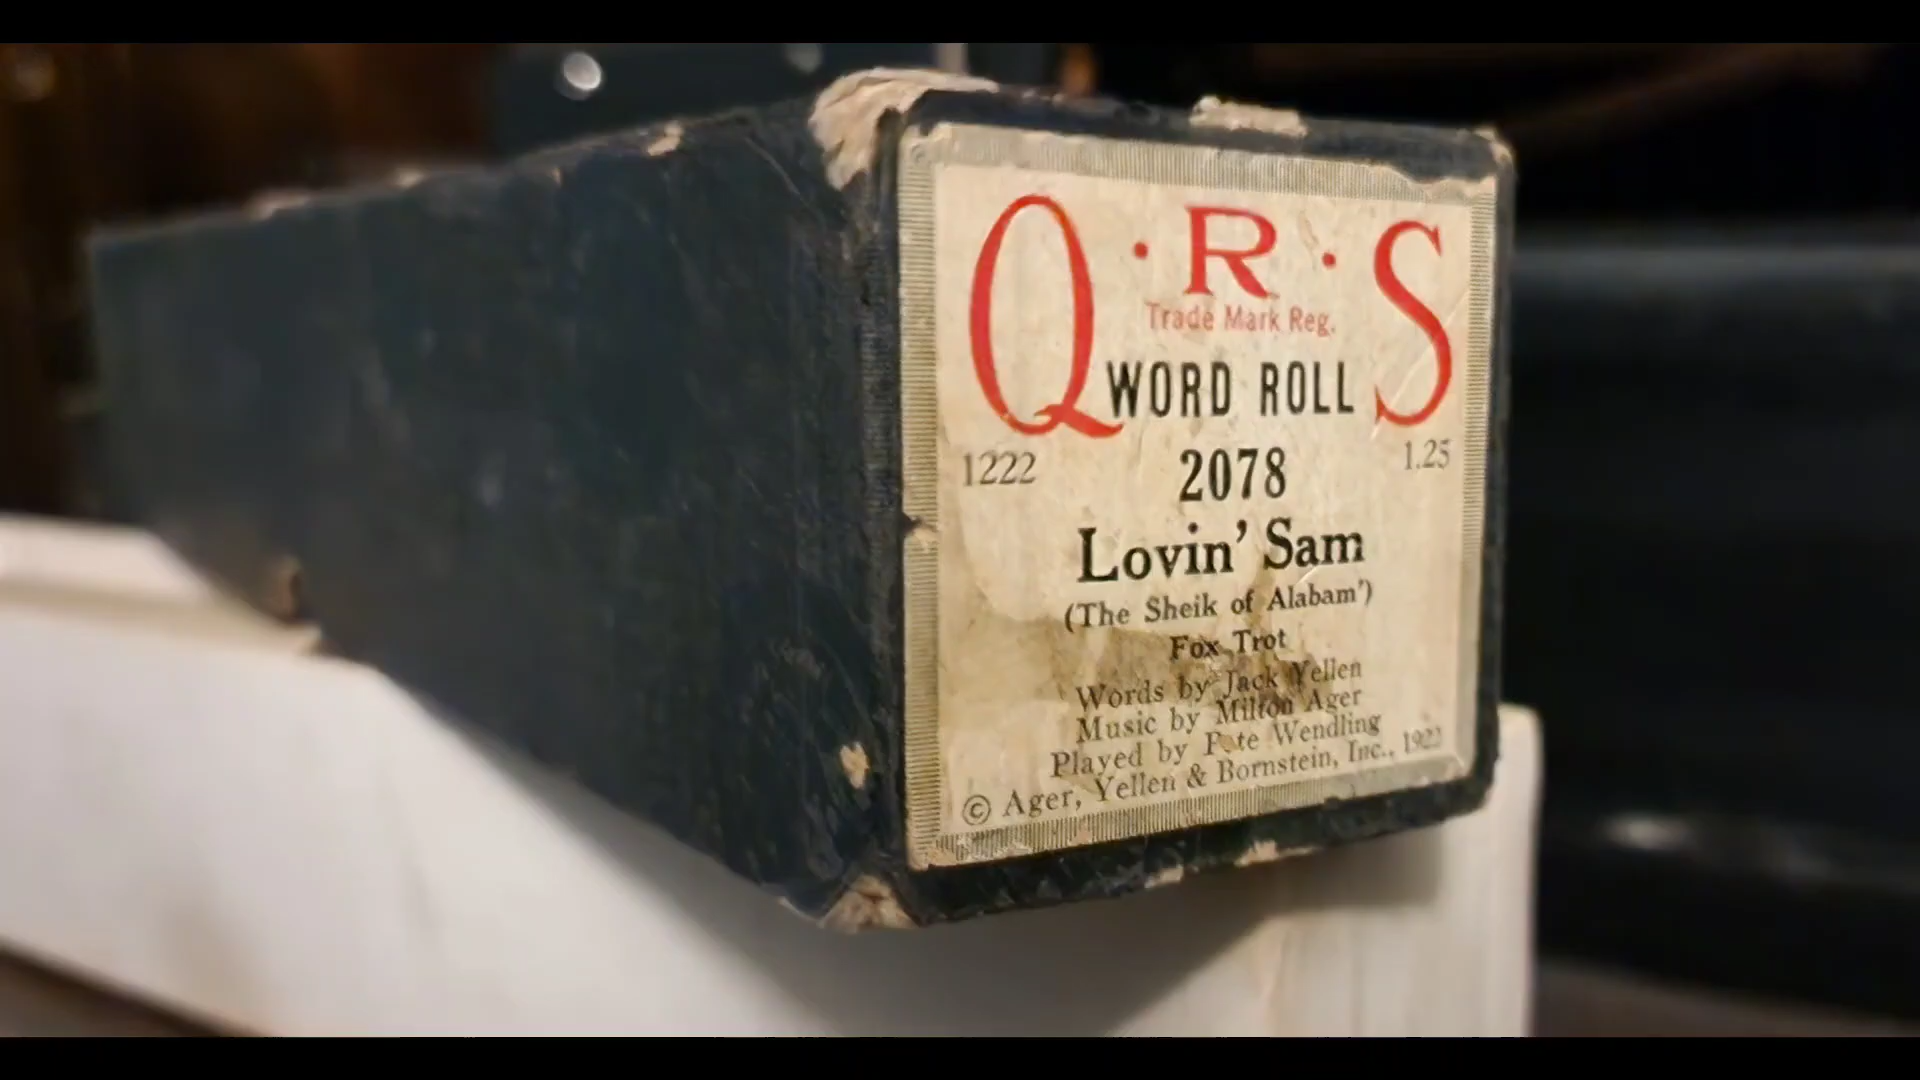 Q·R·S
Trade Mark Reg.
WORD ROLL
1222 2078 1.25
Lovin' Sam
(The Sheik of Alabam')
Fox Trot
Words by Jack Yellen
Music by Milton Ager
Played by Pete Wendling
© Ager, Yellen & Bornstein, Inc., 1922